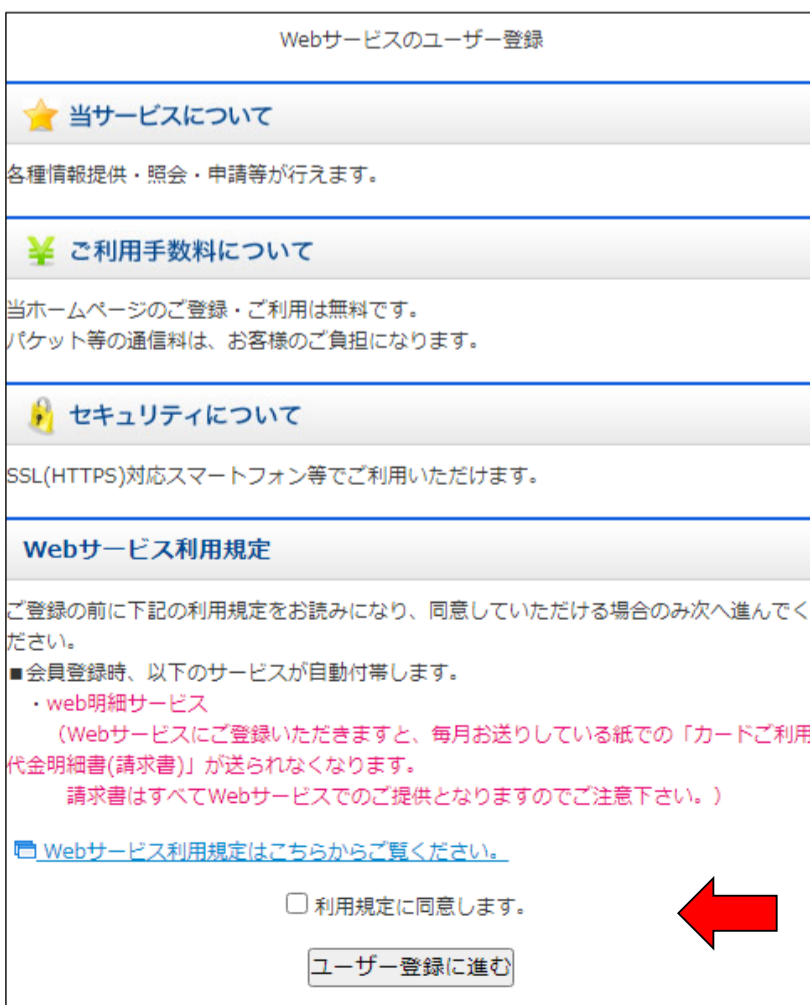 Webサービスのユーザー登録
当サービスについて
各種情報提供・照会・申請等が行えます。
ご利用手数料について
当ホームページのご登録・ご利用は無料です。
パケット等の通信料は、お客様のご負担になります。
セキュリティについて
SSL(HTTPS)対応スマートフォン等でご利用いただけます。
Webサービス利用規定
ご登録の前に下記の利用規定をお読みになり、同意していただける場合のみ次へ進んでく
ださい。
■会員登録時、以下のサービスが自動付帯します。
・web明細サービス
（Webサービスにご登録いただきますと、毎月お送りしている紙での「カードご利用
代金明細書(請求書)」が送られなくなります。
請求書はすべてWebサービスでのご提供となりますのでご注意下さい。）
Webサービス利用規定はこちらからご覧ください。
利用規定に同意します。
ユーザー登録に進む